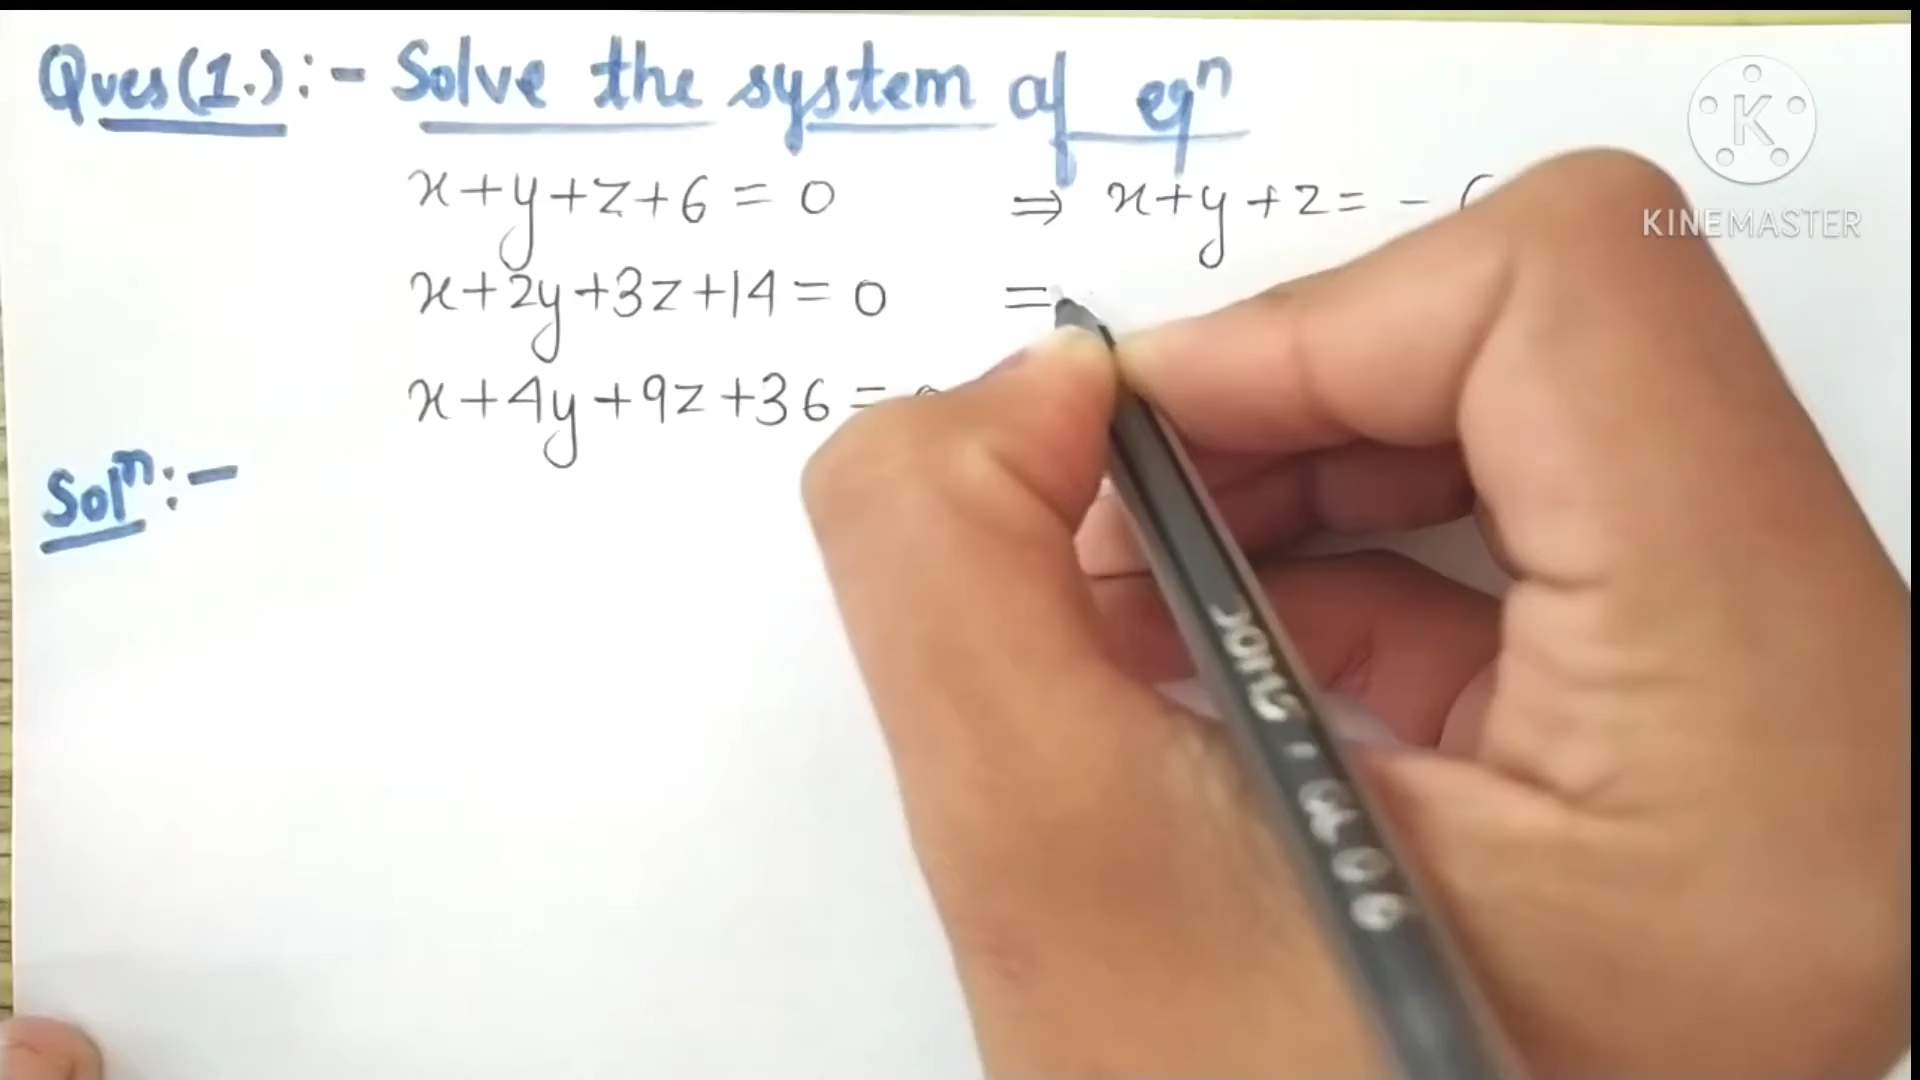 Ques(1.):- Solve the system of eqⁿ
x+y+z+6=0 ⇒ x+y+z= -
x+2y+3z+14=0 =
x+4y+9z+36=
Solⁿ:-
K
KINEMASTER